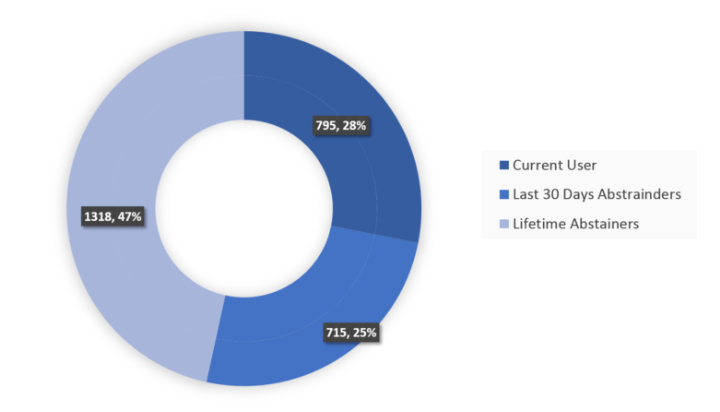 795, 28%
1318, 47%
715, 25%
Current User
Last 30 Days Abstrainders
Lifetime Abstainers